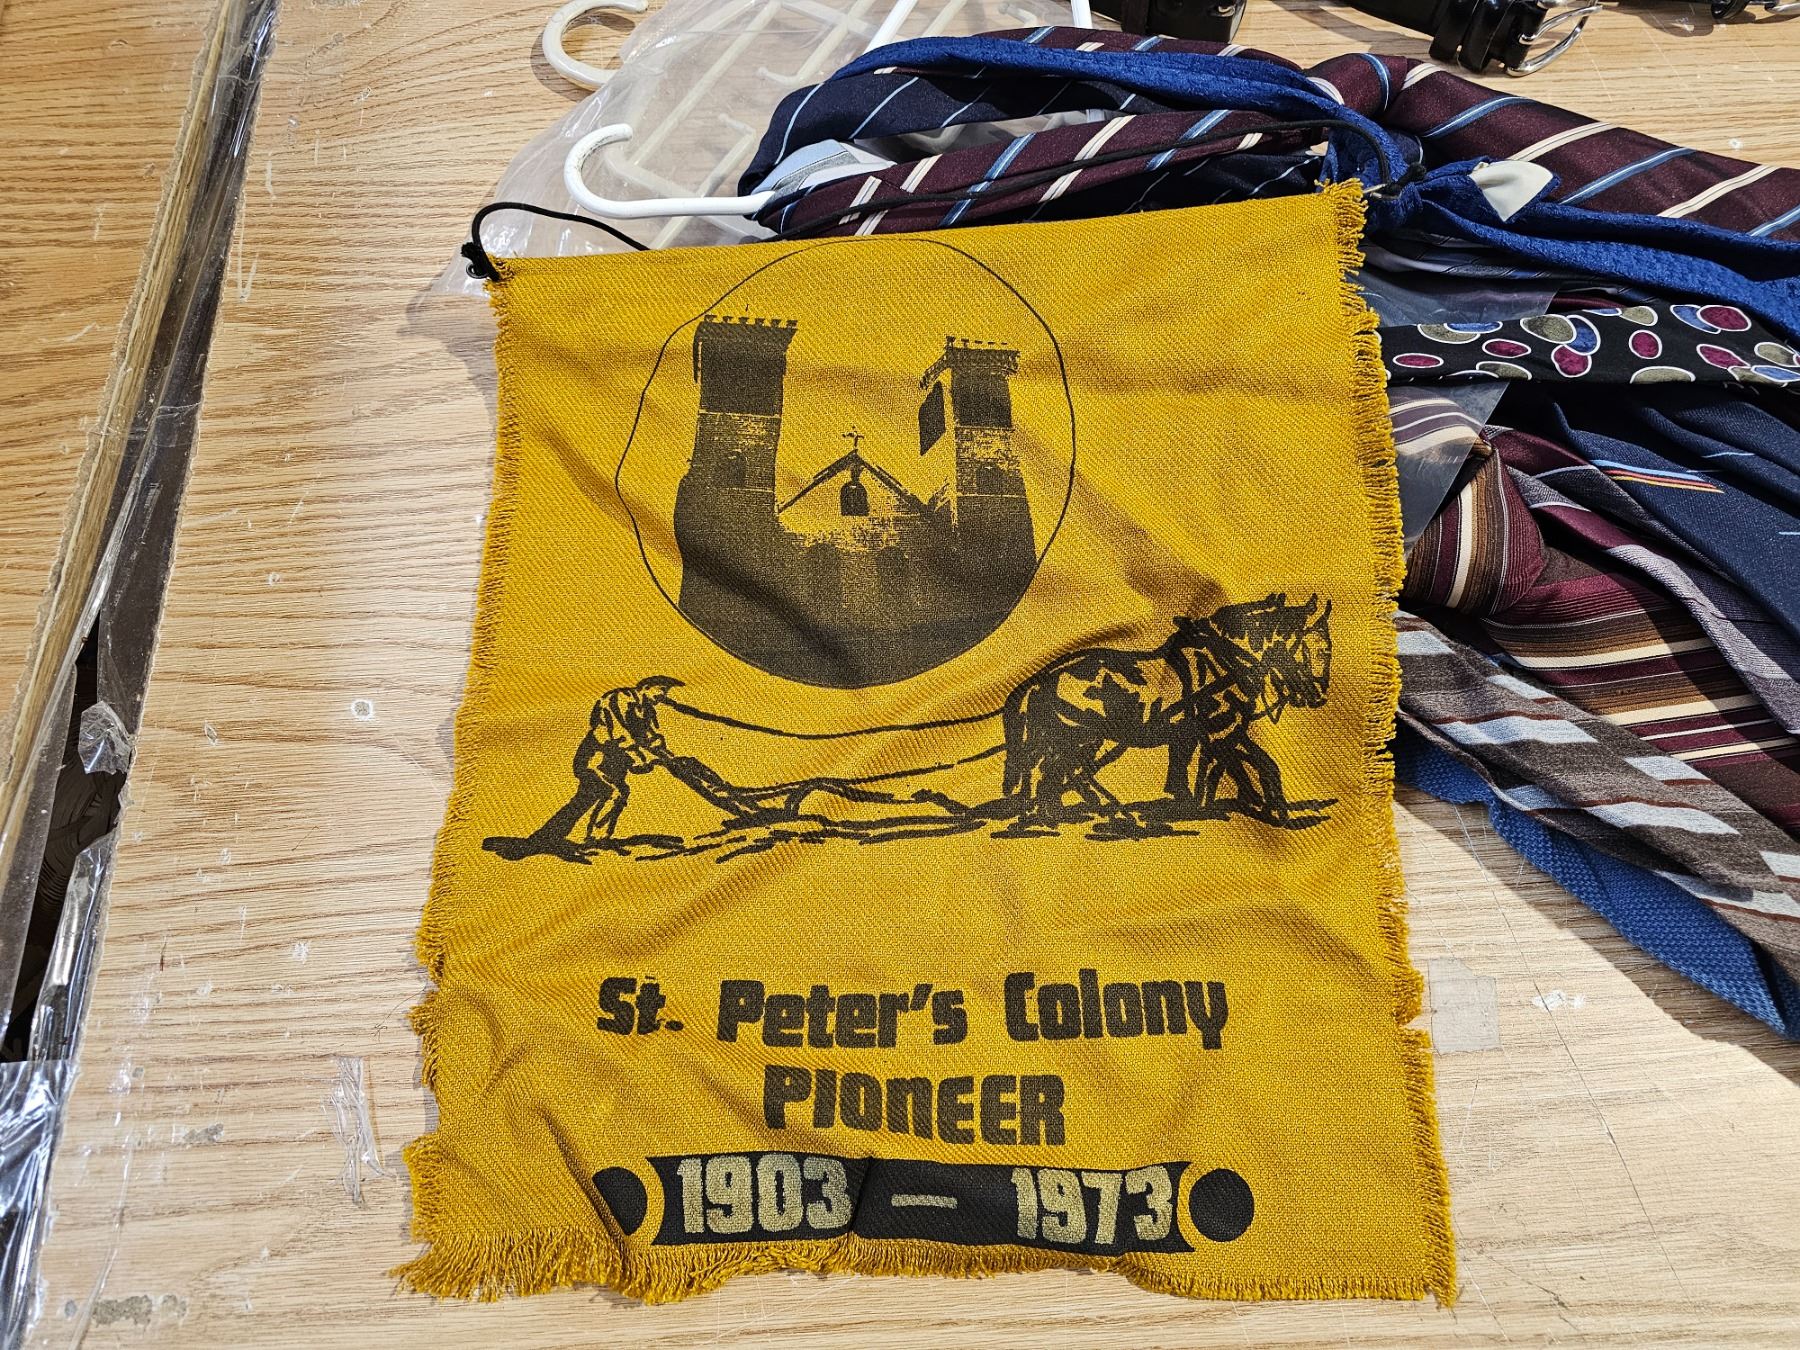 St. Peter's Colony
PIONEER
1903 — 1973